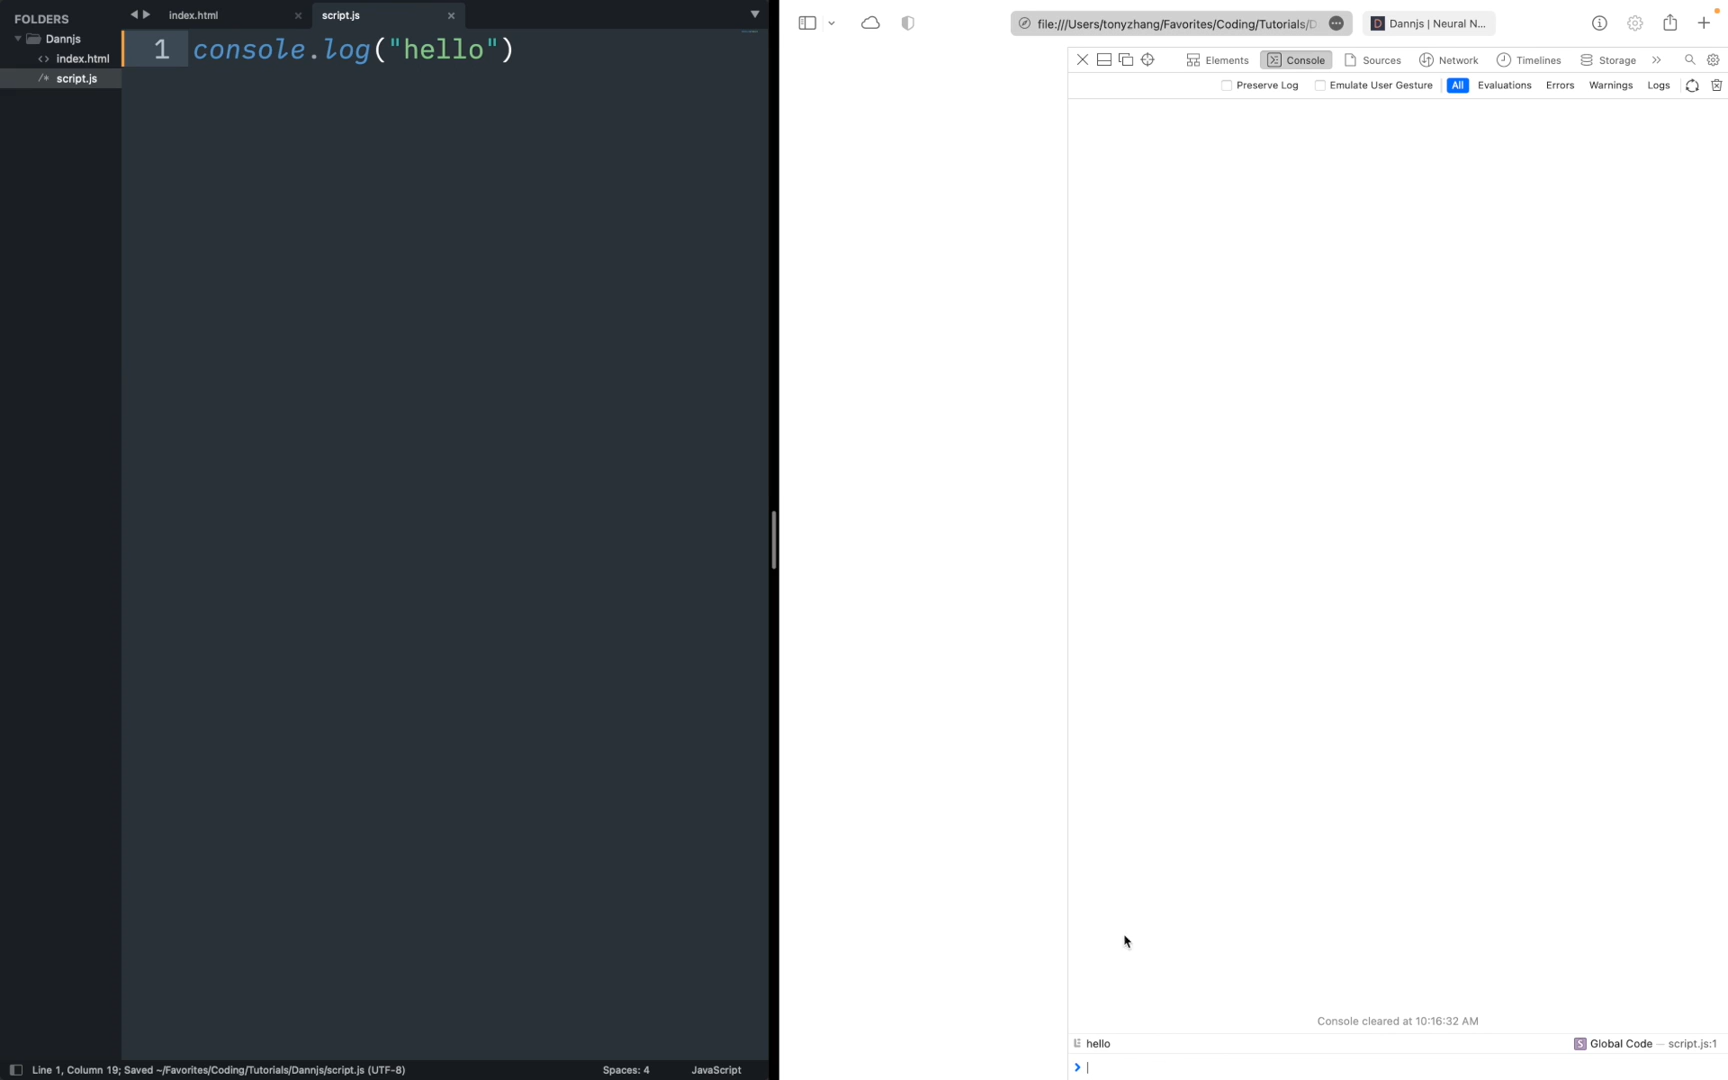 FOLDERS
Dannjs
index.html
script.js
index.html
script.js
1 console.log("hello")
Line 1, Column 19; Saved ~/Favorites/Coding/Tutorials/Dannjs/script.js (UTF-8)
Spaces: 4
JavaScript
file:///Users/tonyzhang/Favorites/Coding/Tutorials/D
Dannjs | Neural N...
Elements
Console
Sources
Network
Timelines
Storage
Preserve Log
Emulate User Gesture
All
Evaluations
Errors
Warnings
Logs
Console cleared at 10:16:32 AM
hello
S Global Code — script.js:1